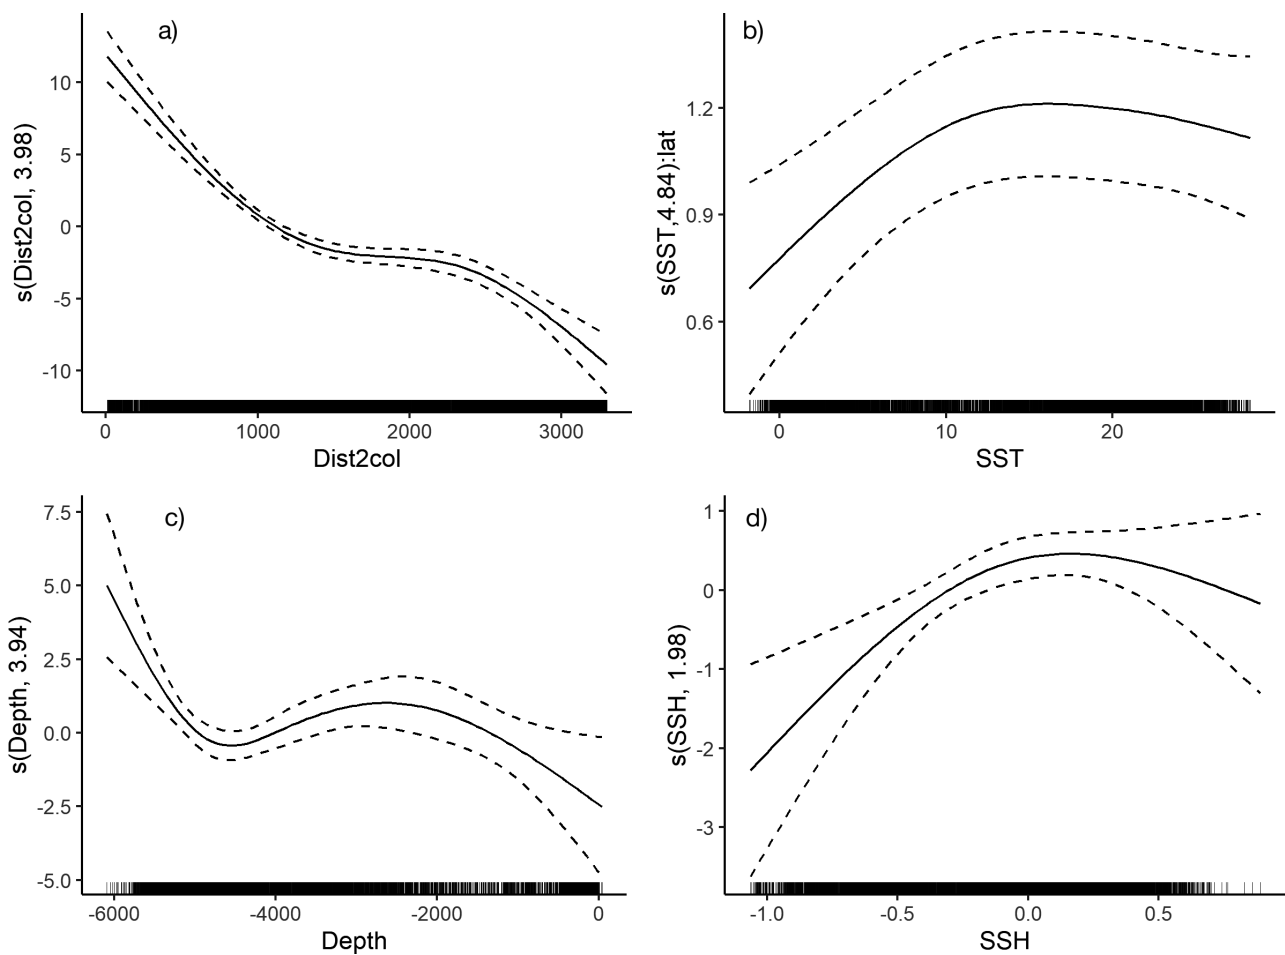 a)
s(Dist2col, 3.98)
10
5
0
-5
-10
0 1000 2000 3000
Dist2col
b)
s(SST,4.84):lat
1.2
0.9
0.6
0 10 20
SST
c)
s(Depth, 3.94)
7.5
5.0
2.5
0.0
-2.5
-5.0
-6000 -4000 -2000 0
Depth
d)
s(SSH, 1.98)
1
0
-1
-2
-3
-1.0 -0.5 0.0 0.5
SSH